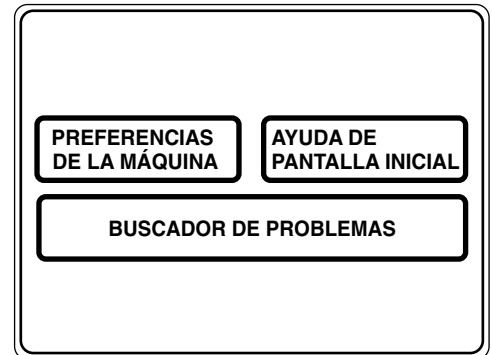 PREFERENCIAS
DE LA MÁQUINA
AYUDA DE
PANTALLA INICIAL
BUSCADOR DE PROBLEMAS